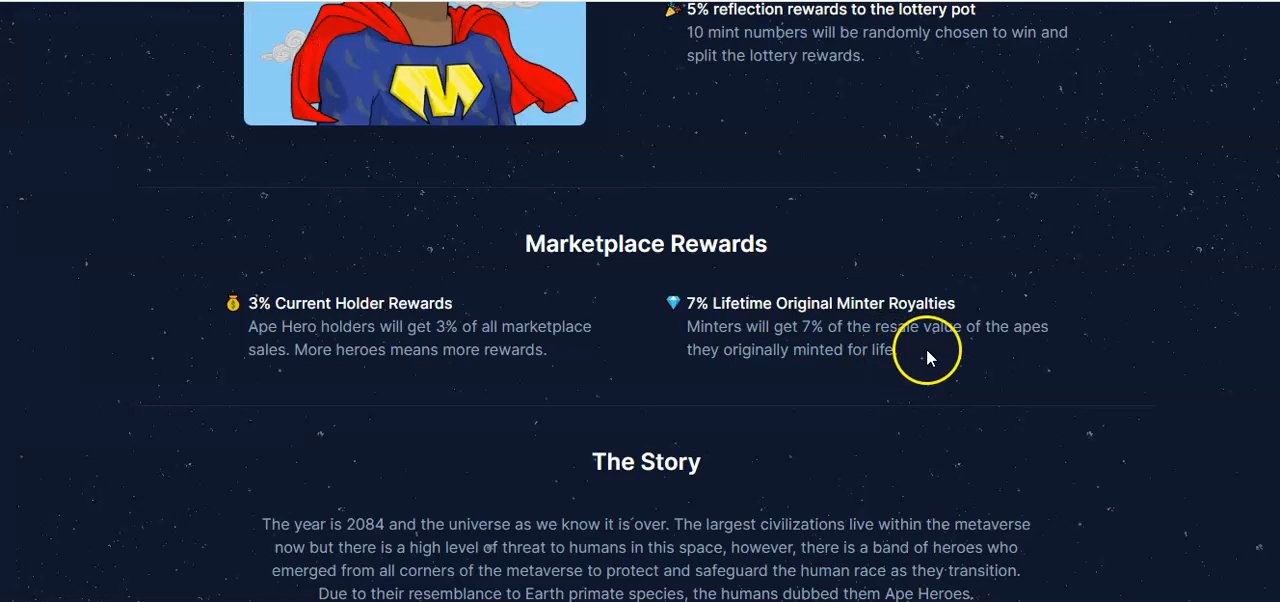 M
5% reflection rewards to the lottery pot
10 mint numbers will be randomly chosen to win and
split the lottery rewards.
Marketplace Rewards
3% Current Holder Rewards
Ape Hero holders will get 3% of all marketplace
sales. More heroes means more rewards.
7% Lifetime Original Minter Royalties
Minters will get 7% of the resale value of the apes
they originally minted for life.
The Story
The year is 2084 and the universe as we know it is over. The largest civilizations live within the metaverse
now but there is a high level of threat to humans in this space, however, there is a band of heroes who
emerged from all corners of the metaverse to protect and safeguard the human race as they transition.
Due to their resemblance to Earth primate species, the humans dubbed them Ape Heroes.